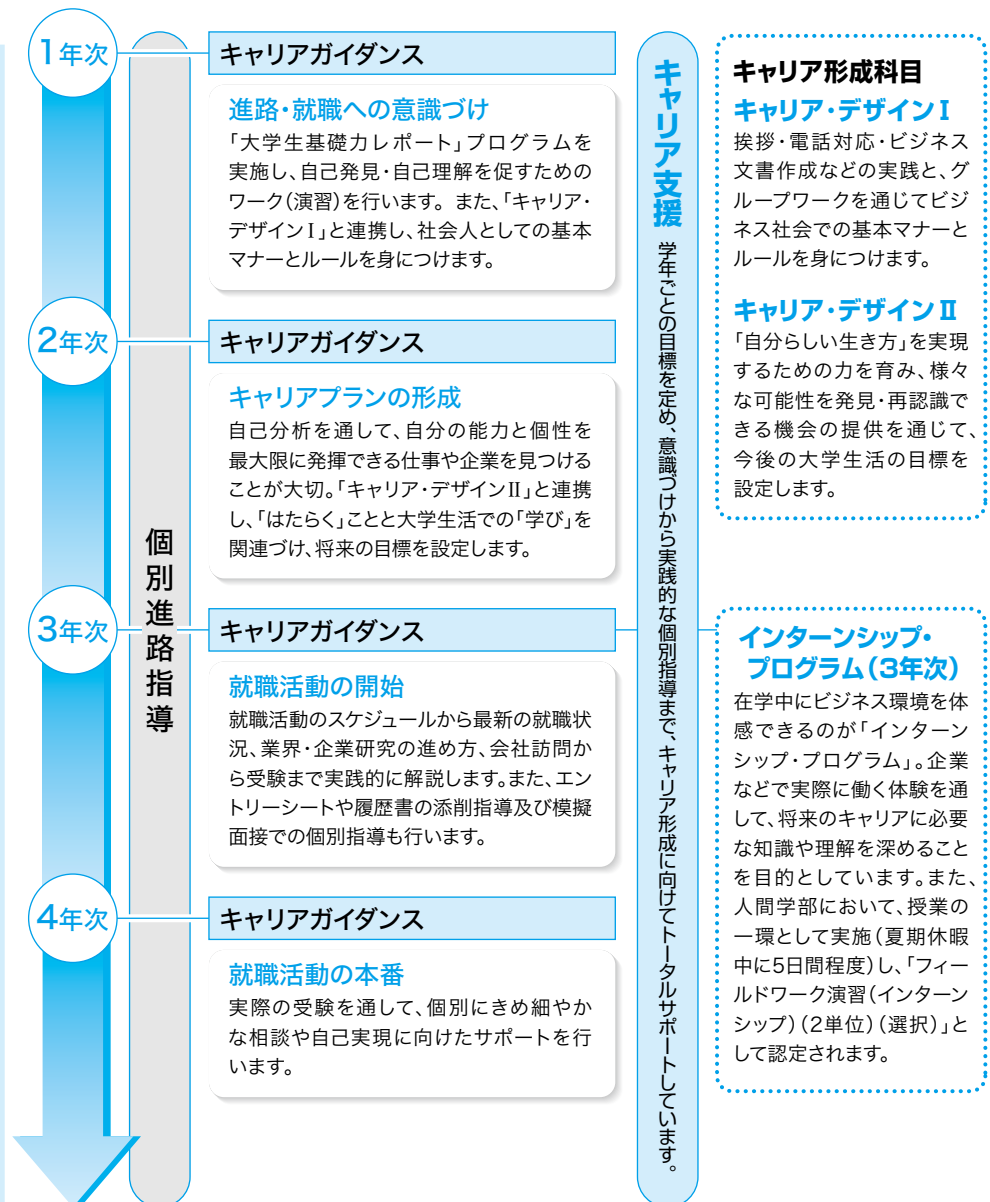 1年次
キャリアガイダンス
進路・就職への意識づけ
「大学生基礎力レポート」プログラムを
実施し、自己発見・自己理解を促すための
ワーク(演習)を行います。また、「キャリア・
デザインⅠ」と連携し、社会人としての基本
マナーとルールを身につけます。
2年次
キャリアガイダンス
キャリアプランの形成
自己分析を通して、自分の能力と個性を
最大限に発揮できる仕事や企業を見つける
ことが大切。「キャリア・デザインⅡ」と連携
し、「はたらく」ことと大学生活での「学び」を
関連づけ、将来の目標を設定します。
3年次
キャリアガイダンス
就職活動の開始
就職活動のスケジュールから最新の就職状
況、業界・企業研究の進め方、会社訪問か
ら受験まで実践的に解説します。また、エン
トリーシートや履歴書の添削指導及び模擬
面接での個別指導も行います。
4年次
キャリアガイダンス
就職活動の本番
実際の受験を通して、個別にきめ細やか
な相談や自己実現に向けたサポートを行
います。
個別進路指導
キャリア支援 学年ごとの目標を定め、意識づけから実践的な個別指導まで、キャリア形成に向けてトータルサポートしています。
キャリア形成科目
キャリア・デザインⅠ
挨拶・電話対応・ビジネス
文書作成などの実践と、グ
ループワークを通じてビジ
ネス社会での基本マナーと
ルールを身につけます。
キャリア・デザインⅡ
「自分らしい生き方」を実現
するための力を育み、様々
な可能性を発見・再認識で
きる機会の提供を通じて、
今後の大学生活の目標を
設定します。
インターンシップ・
プログラム(3年次)
在学中にビジネス環境を体
感できるのが「インターン
シップ・プログラム」。企業
などで実際に働く体験を通
して、将来のキャリアに必要
な知識や理解を深めること
を目的としています。また、
人間学部において、授業の
一環として実施(夏期休暇
中に5日間程度)し、「フィー
ルドワーク演習(インターン
シップ)(2単位)(選択)」と
して認定されます。